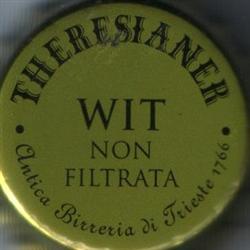 THERESIANER
WIT
NON
FILTRATA
• Antica Birreria di Trieste 1766 •